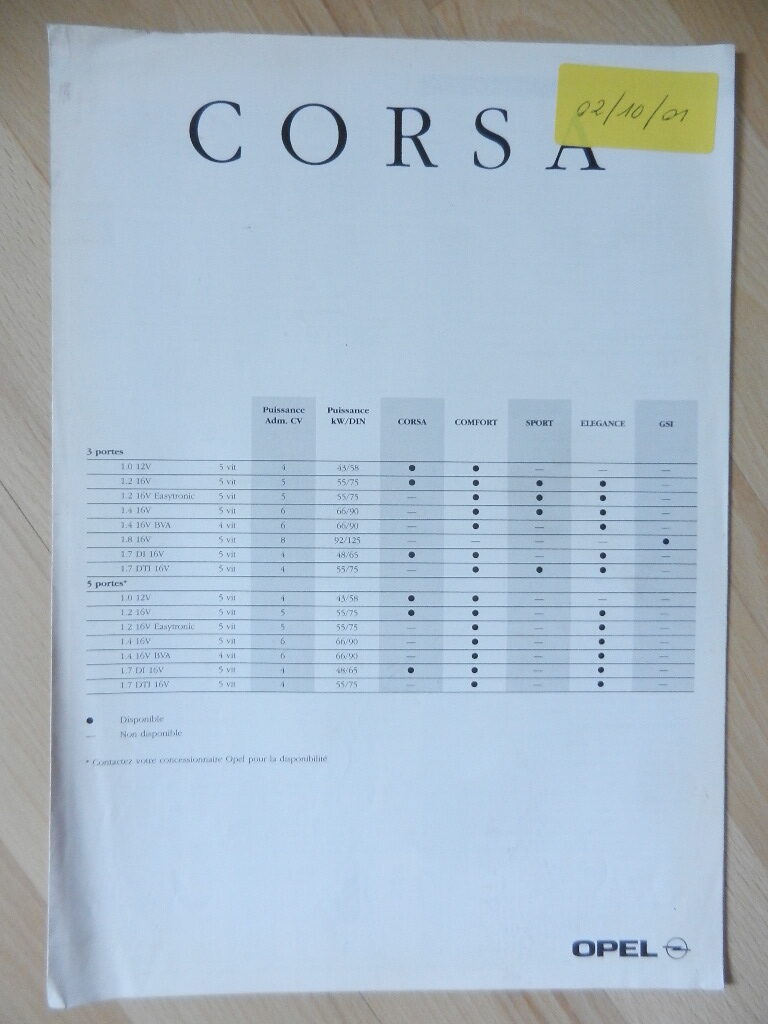 CORSA
02/10/01
Puissance Adm. CV Puissance kW/DIN CORSA COMFORT SPORT ELEGANCE GSI
3 portes
1.0 12V 5 vit 4 43/58 ● ● — — —
1.2 16V 5 vit 5 55/75 ● ● ● ● —
1.2 16V Easytronic 5 vit 5 55/75 — ● ● ● —
1.4 16V 5 vit 6 66/90 — ● ● ● —
1.4 16V BVA 4 vit 6 66/90 — ● — ● —
1.8 16V 5 vit 8 92/125 — — — — ●
1.7 DI 16V 5 vit 4 48/65 ● ● — ● —
1.7 DTI 16V 5 vit 4 55/75 — ● ● ● —
5 portes*
1.0 12V 5 vit 4 43/58 ● ● — — —
1.2 16V 5 vit 5 55/75 ● ● — ● —
1.2 16V Easytronic 5 vit 5 55/75 — ● — ● —
1.4 16V 5 vit 6 66/90 — ● — ● —
1.4 16V BVA 4 vit 6 66/90 — ● — ● —
1.7 DI 16V 5 vit 4 48/65 ● ● — ● —
1.7 DTI 16V 5 vit 4 55/75 — ● — ● —
● Disponible
— Non disponible
* Contactez votre concessionnaire Opel pour la disponibilité
OPEL